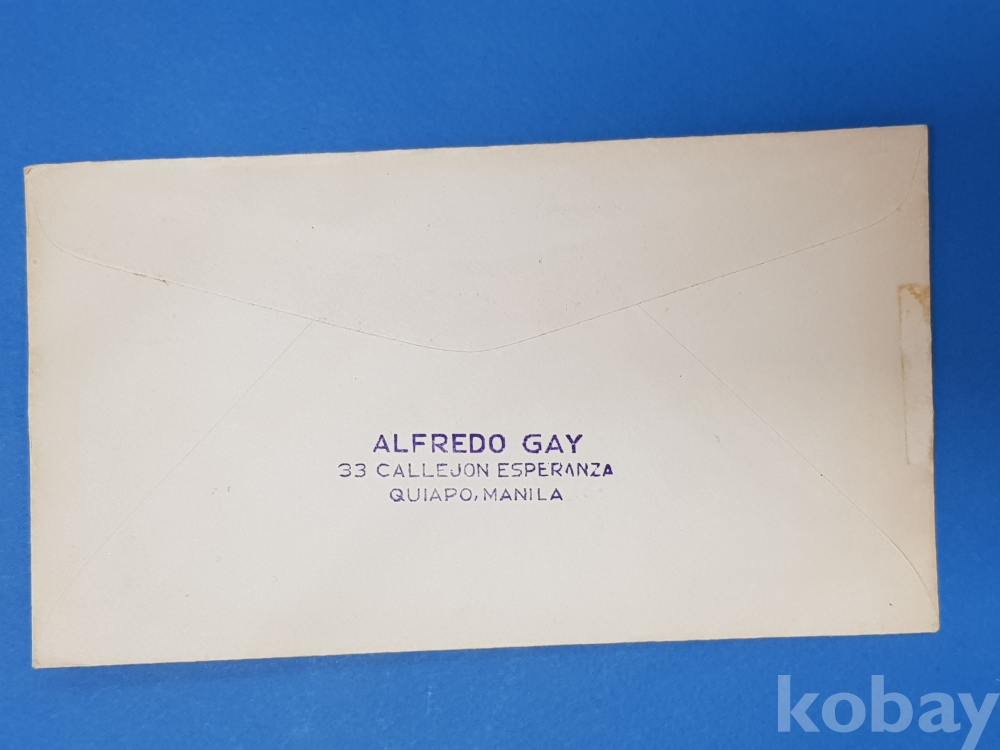 ALFREDO GAY
33 CALLEJON ESPERANZA
QUIAPO, MANILA
kobay